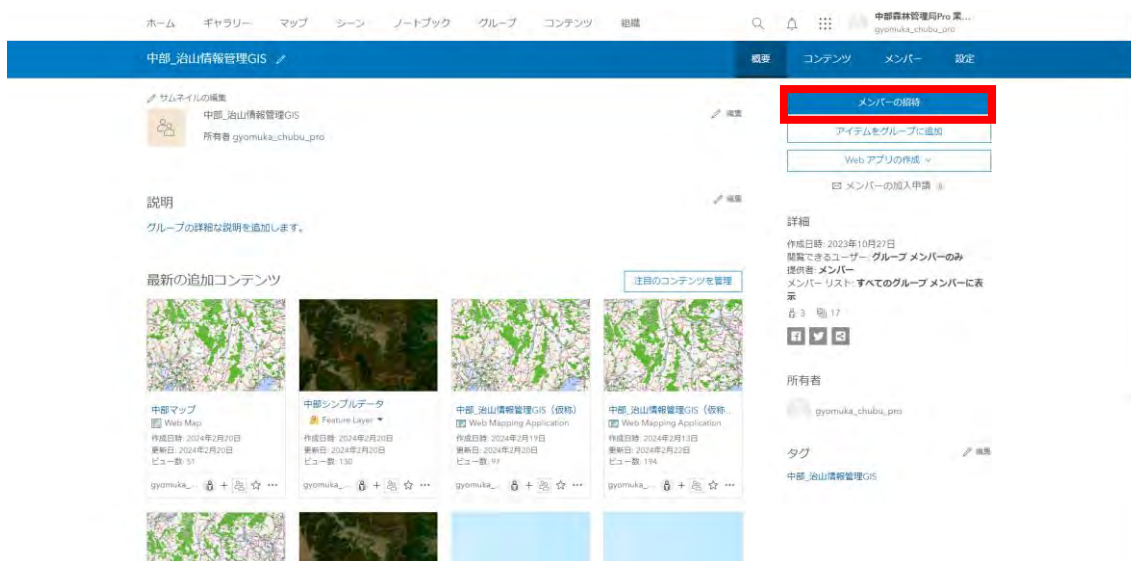 ホーム ギャラリー マップ シーン ノートブック グループ コンテンツ 組織
中部森林管理局Pro 業...
gyomuka_chubu_pro
中部_治山情報管理GIS
概要 コンテンツ メンバー 設定
サムネイルの編集
中部_治山情報管理GIS
編集
所有者 gyomuka_chubu_pro
説明
編集
グループの詳細な説明を追加します。
最新の追加コンテンツ
注目のコンテンツを管理
中部マップ
Web Map
作成日時: 2024年2月20日
更新日: 2024年2月20日
ビュー数: 51
gyomuka_...
中部シンプルデータ
Feature Layer
作成日時: 2024年2月20日
更新日: 2024年2月20日
ビュー数: 130
gyomuka_...
中部_治山情報管理GIS（仮称）
Web Mapping Application
作成日時: 2024年2月19日
更新日: 2024年2月20日
ビュー数: 97
gyomuka_...
中部_治山情報管理GIS（仮称...
Web Mapping Application
作成日時: 2024年2月13日
更新日: 2024年2月22日
ビュー数: 194
gyomuka_...
メンバーの招待
アイテムをグループに追加
Web アプリの作成
メンバーの加入申請
詳細
作成日時: 2023年10月27日
閲覧できるユーザー: グループ メンバーのみ
提供者: メンバー
メンバー リスト: すべてのグループ メンバーに表
示
3 17
所有者
gyomuka_chubu_pro
タグ
編集
中部_治山情報管理GIS